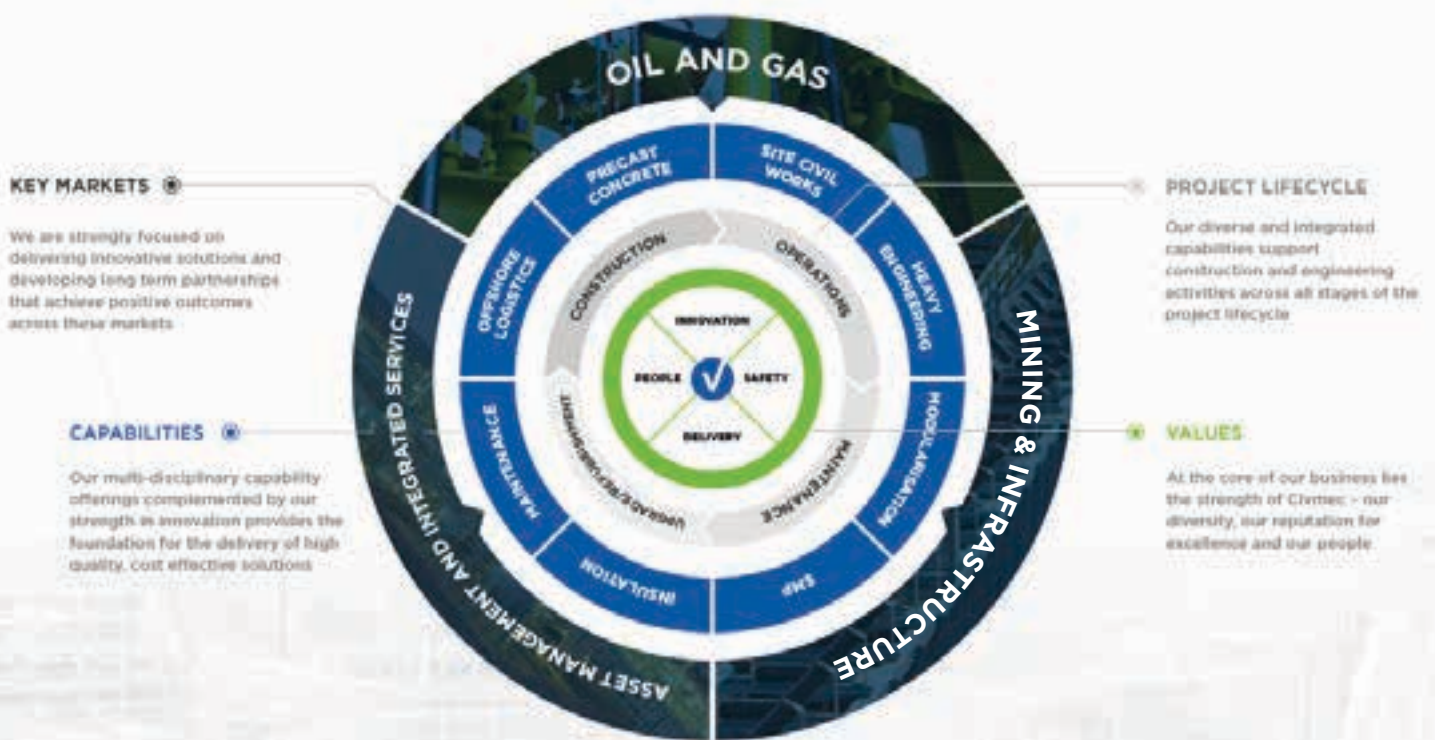 OIL AND GAS
KEY MARKETS
We are strongly focused on
delivering innovative solutions and
developing long term partnerships
that achieve positive outcomes
across these markets
CAPABILITIES
Our multi-disciplinary capability
offerings complemented by our
strength in innovation provides the
foundation for the delivery of high
quality, cost effective solutions
PRECAST
CONCRETE
SITE CIVIL
WORKS
HEAVY
ENGINEERING
MODULARISATION
SMP
INSULATION
MAINTENANCE
OFFSHORE
LOGISTICS
CONSTRUCTION
OPERATIONS
MAINTENANCE
UPGRADE/REFURBISHMENT
INNOVATION
PEOPLE
SAFETY
DELIVERY
MINING & INFRASTRUCTURE
ASSET MANAGEMENT AND INTEGRATED SERVICES
PROJECT LIFECYCLE
Our diverse and integrated
capabilities support
construction and engineering
activities across all stages of the
project lifecycle
VALUES
At the core of our business lies
the strength of Civmec - our
diversity, our reputation for
excellence and our people